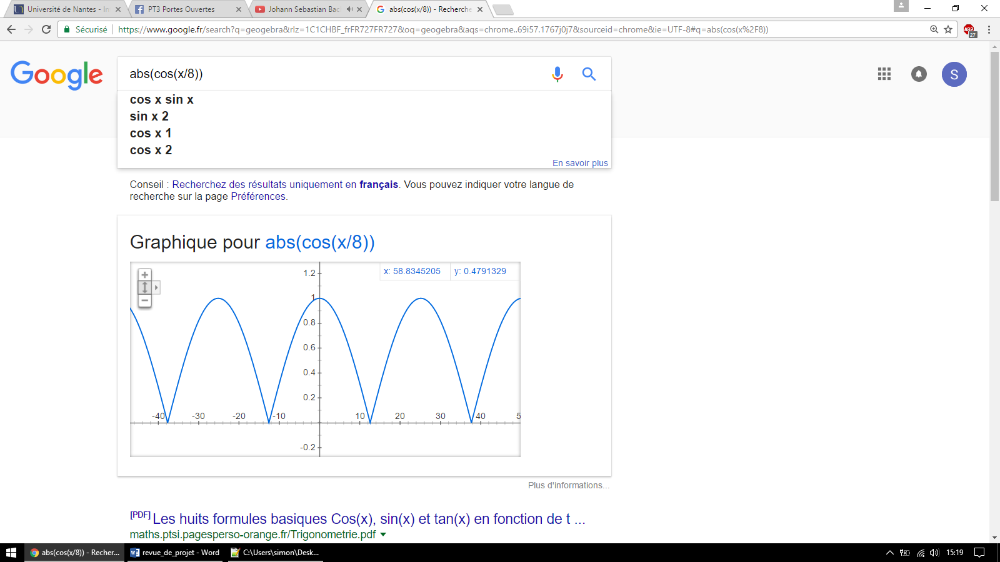 Université de Nantes - In
PT3 Portes Ouvertes
Johann Sebastian Bac
abs(cos(x/8)) - Recherche
Sécurisé
https://www.google.fr/search?q=geogebra&rlz=1C1CHBF_frFR727FR727&oq=geogebra&aqs=chrome..69i57.1767j0j7&sourceid=chrome&ie=UTF-8#q=abs(cos(x%2F8))
ABP
27
Google
abs(cos(x/8))
S
cos x sin x
sin x 2
cos x 1
cos x 2
En savoir plus
Conseil : Recherchez des résultats uniquement en français. Vous pouvez indiquer votre langue de
recherche sur la page Préférences.
Graphique pour abs(cos(x/8))
x: 58.8345205 y: 0.4791329
1.2
1
0.8
0.6
0.4
0.2
-40 -30 -20 -10 10 20 30 40 5
-0.2
Plus d'informations...
[PDF] Les huits formules basiques Cos(x), sin(x) et tan(x) en fonction de t ...
maths.ptsi.pagesperso-orange.fr/Trigonometrie.pdf
abs(cos(x/8)) - Recher...
revue_de_projet - Word
C:\Users\simon\Desk...
15:19